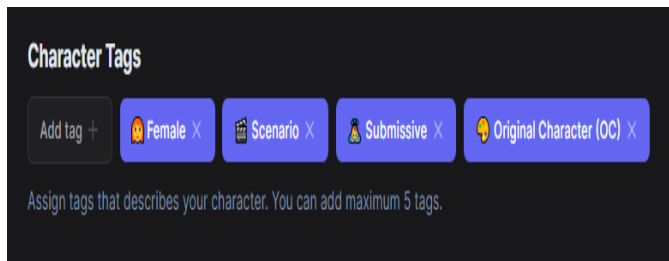 Character Tags
Add tag + Female × Scenario × Submissive × Original Character (OC) ×
Assign tags that describes your character. You can add maximum 5 tags.